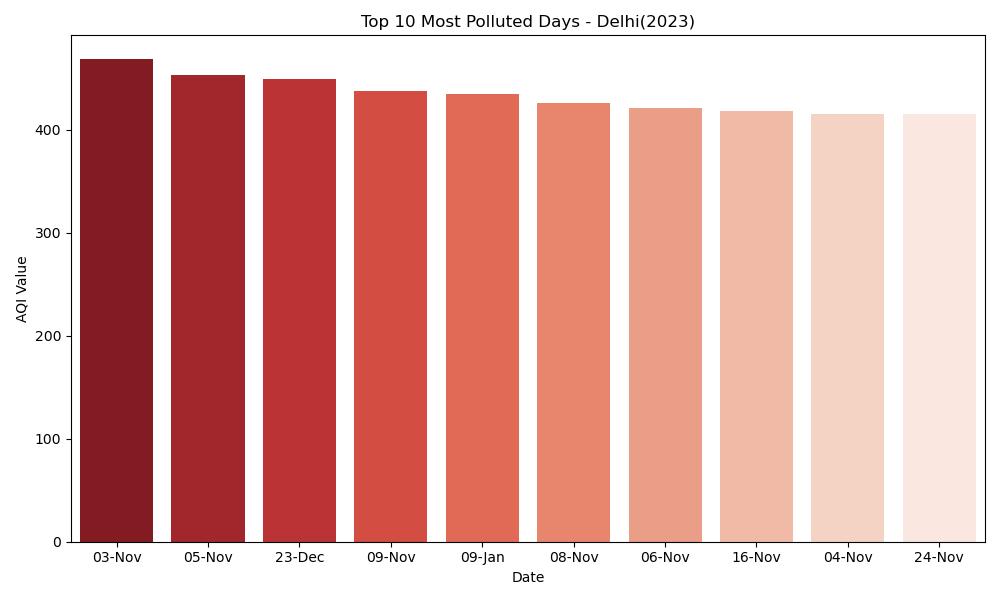 Top 10 Most Polluted Days - Delhi(2023)
AQI Value
400
300
200
100
0
03-Nov 05-Nov 23-Dec 09-Nov 09-Jan 08-Nov 06-Nov 16-Nov 04-Nov 24-Nov
Date